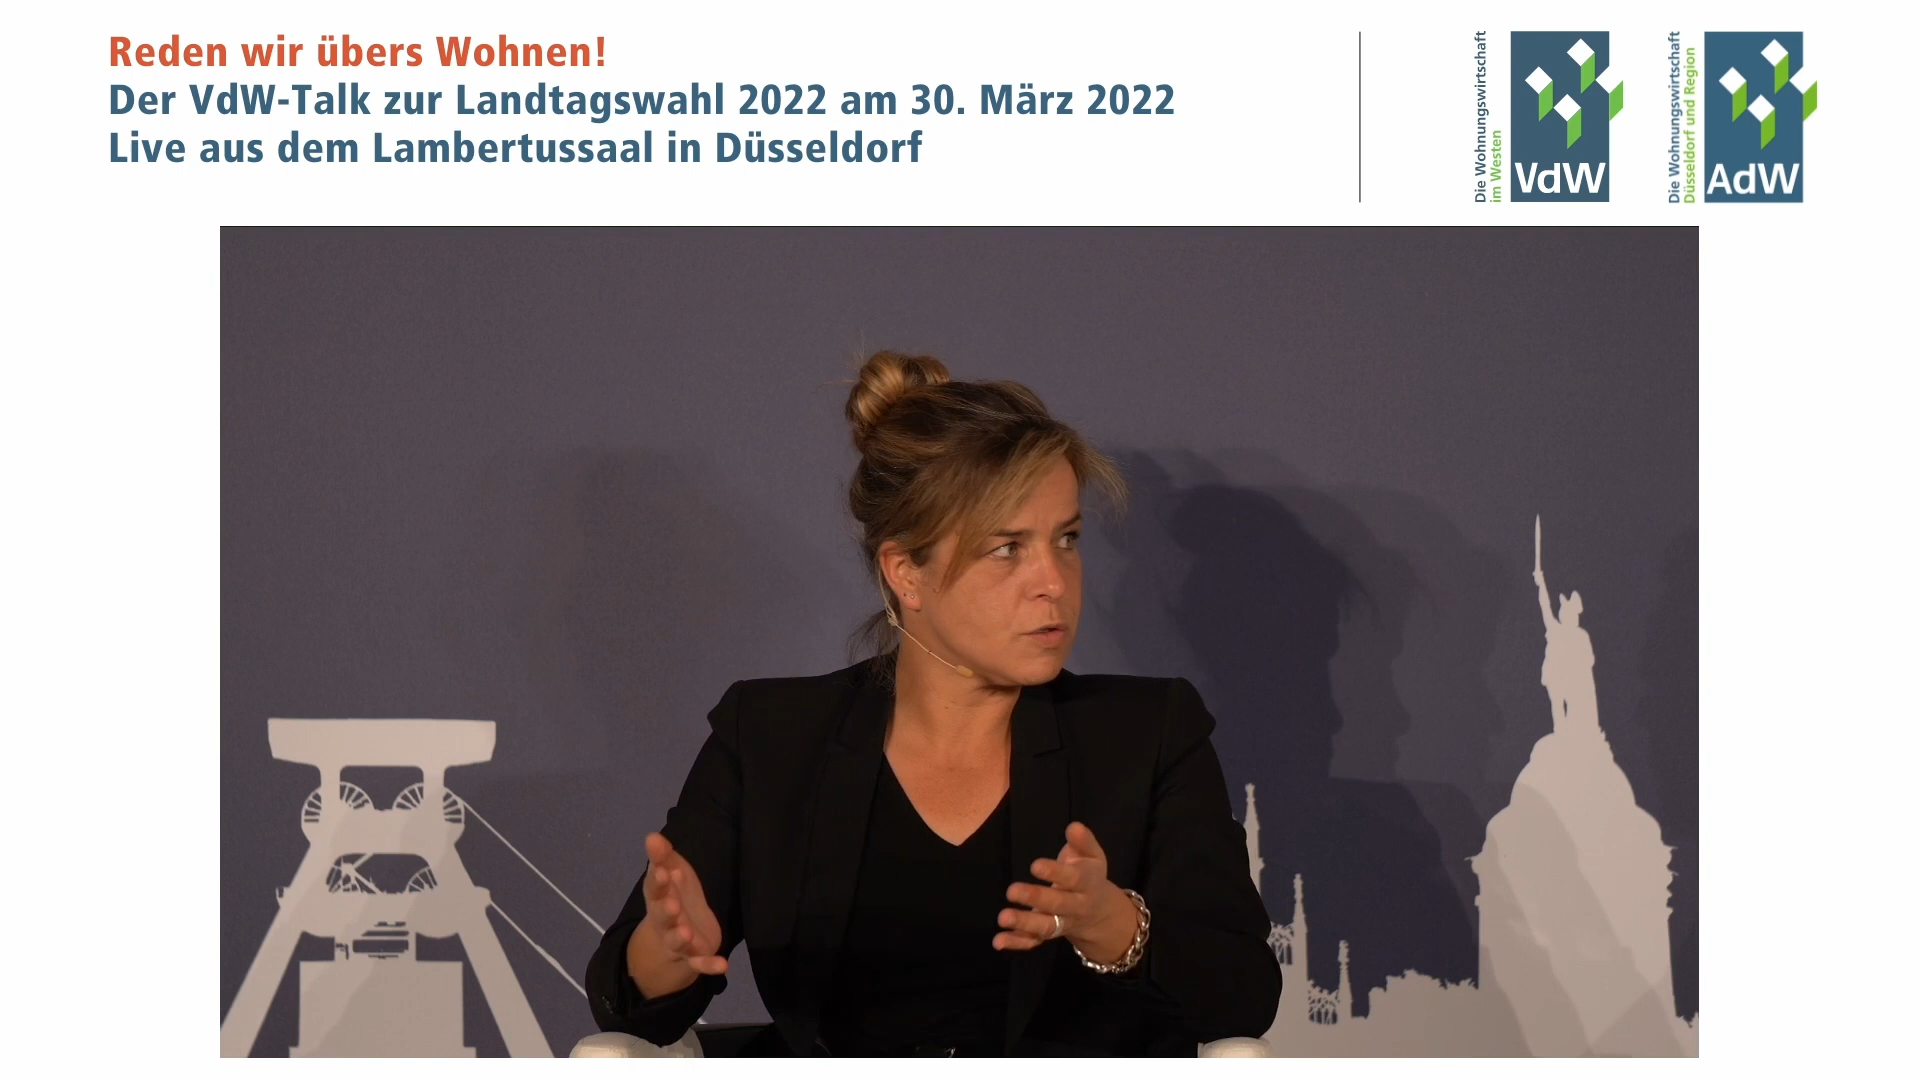 Reden wir übers Wohnen!
Der VdW-Talk zur Landtagswahl 2022 am 30. März 2022
Live aus dem Lambertussaal in Düsseldorf
Die Wohnungswirtschaft
im Westen
VdW
Die Wohnungswirtschaft
Düsseldorf und Region
AdW